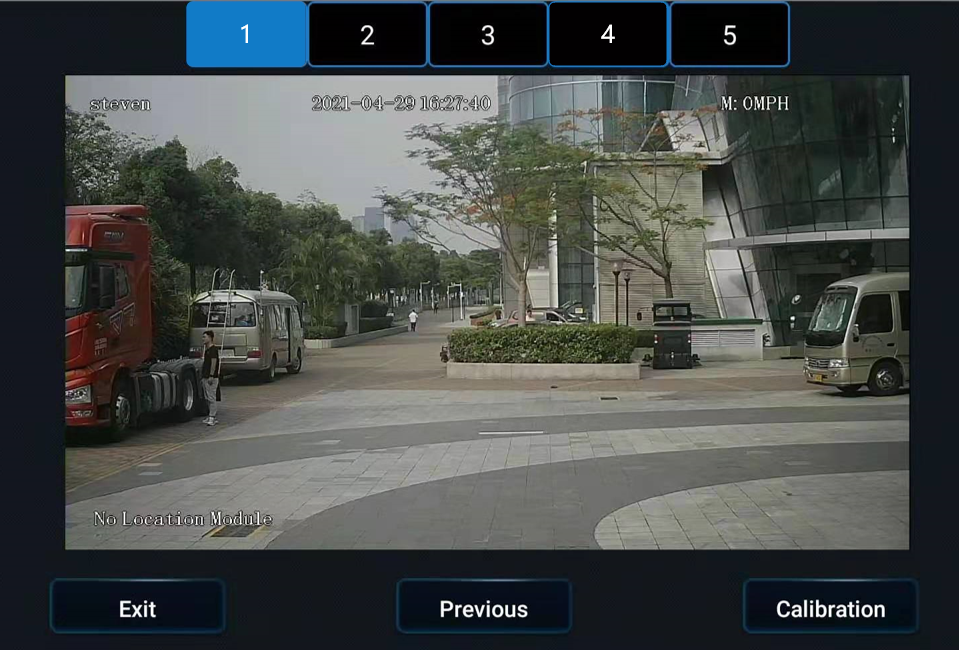 1 2 3 4 5
steven 2021-04-29 16:27:40 M: 0MPH
No Location Module
Exit Previous Calibration